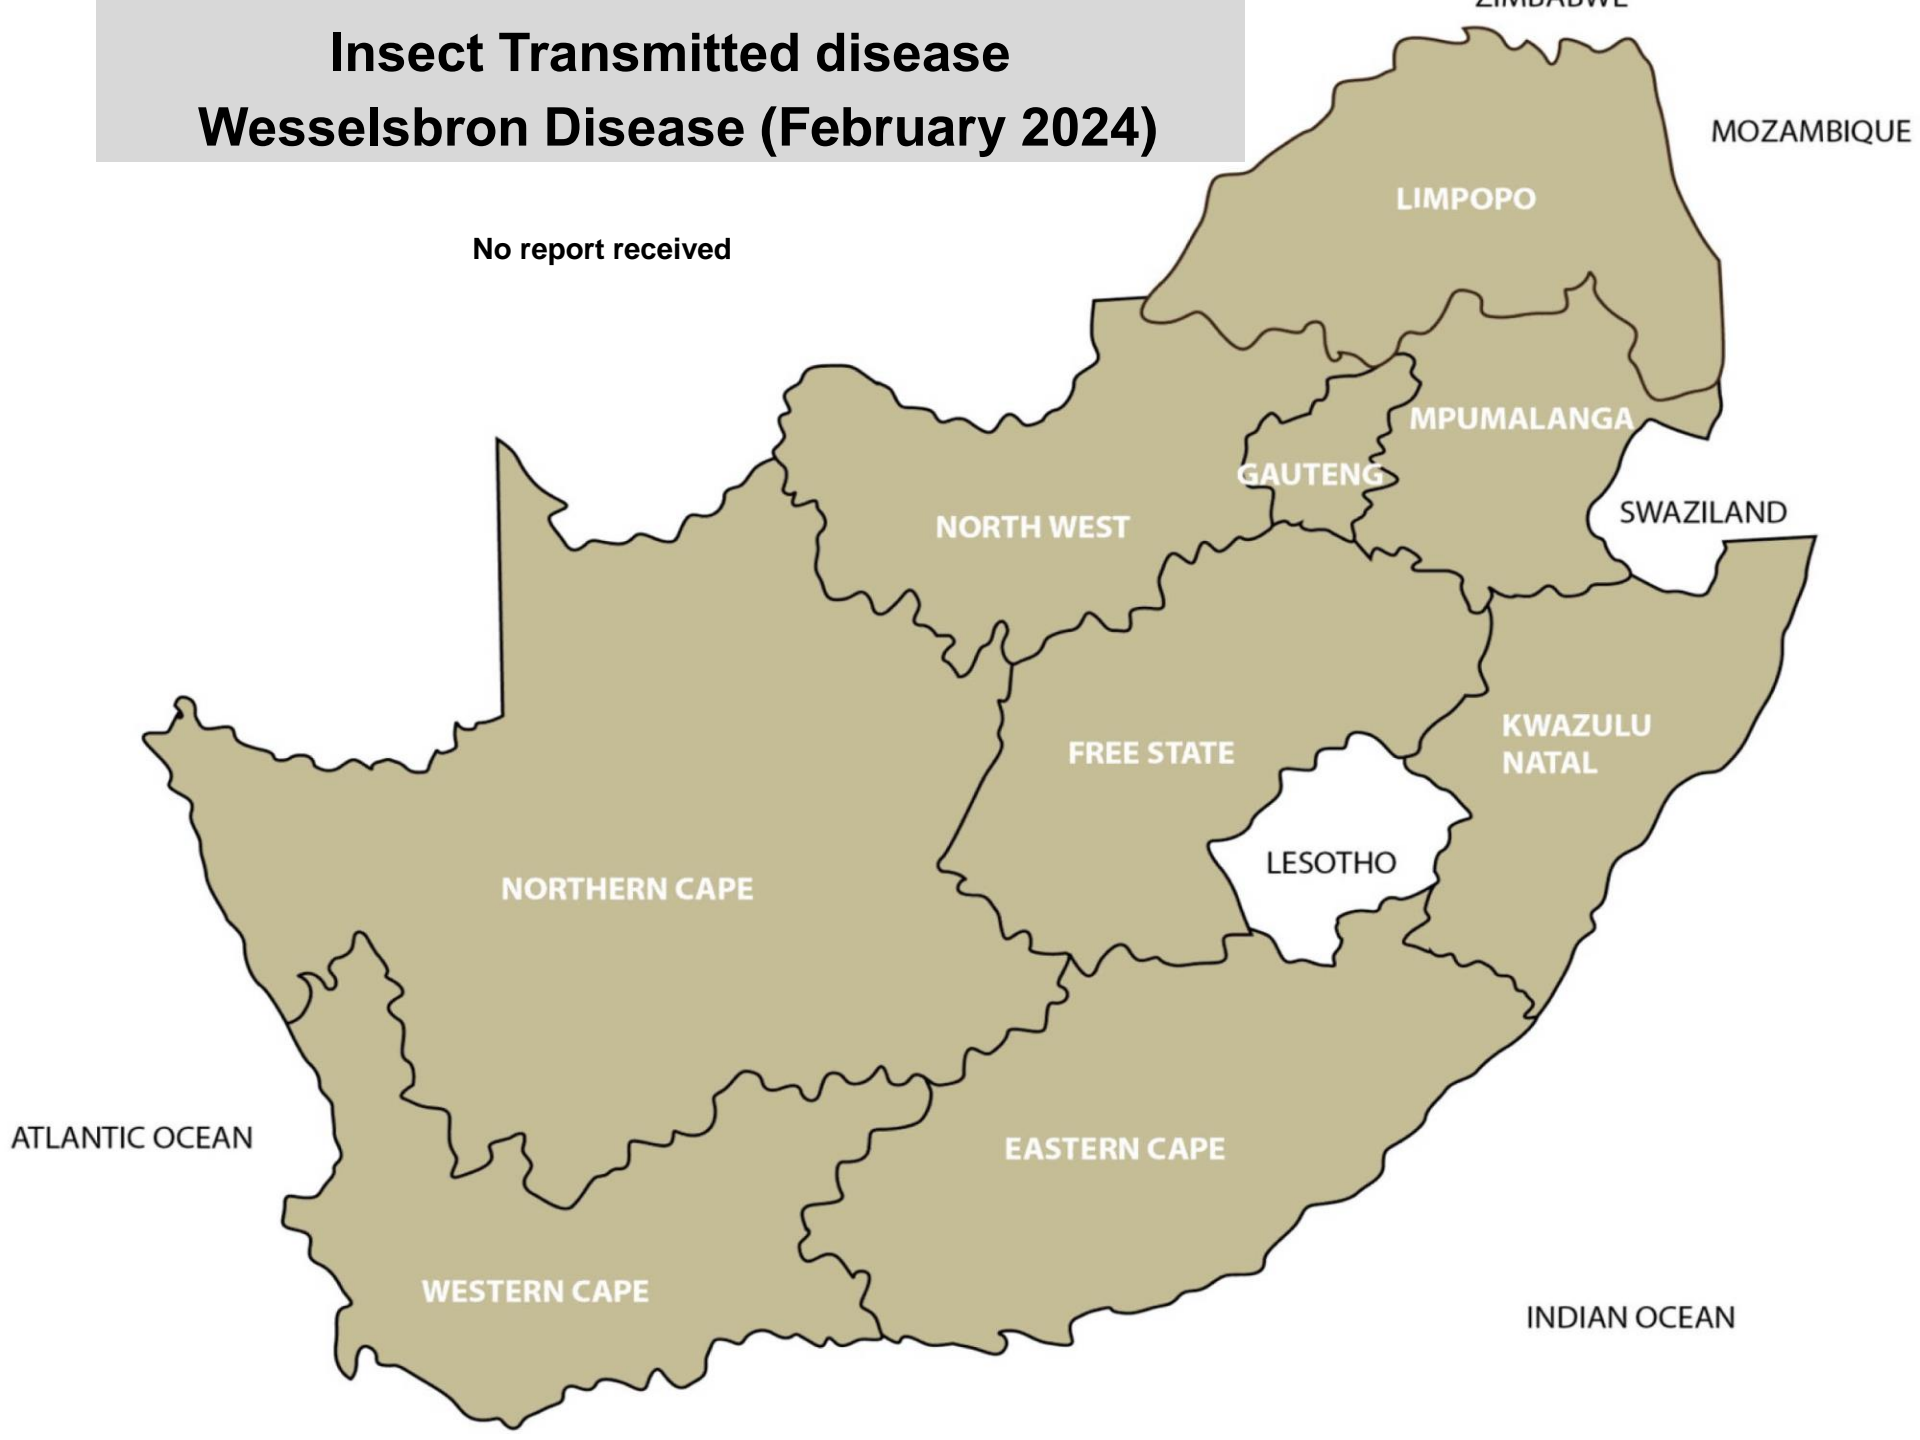 ZIMBABWE
Insect Transmitted disease
Wesselsbron Disease (February 2024)
MOZAMBIQUE
LIMPOPO
No report received
MPUMALANGA
GAUTENG
SWAZILAND
NORTH WEST
KWAZULU
NATAL
FREE STATE
LESOTHO
NORTHERN CAPE
ATLANTIC OCEAN
EASTERN CAPE
WESTERN CAPE
INDIAN OCEAN